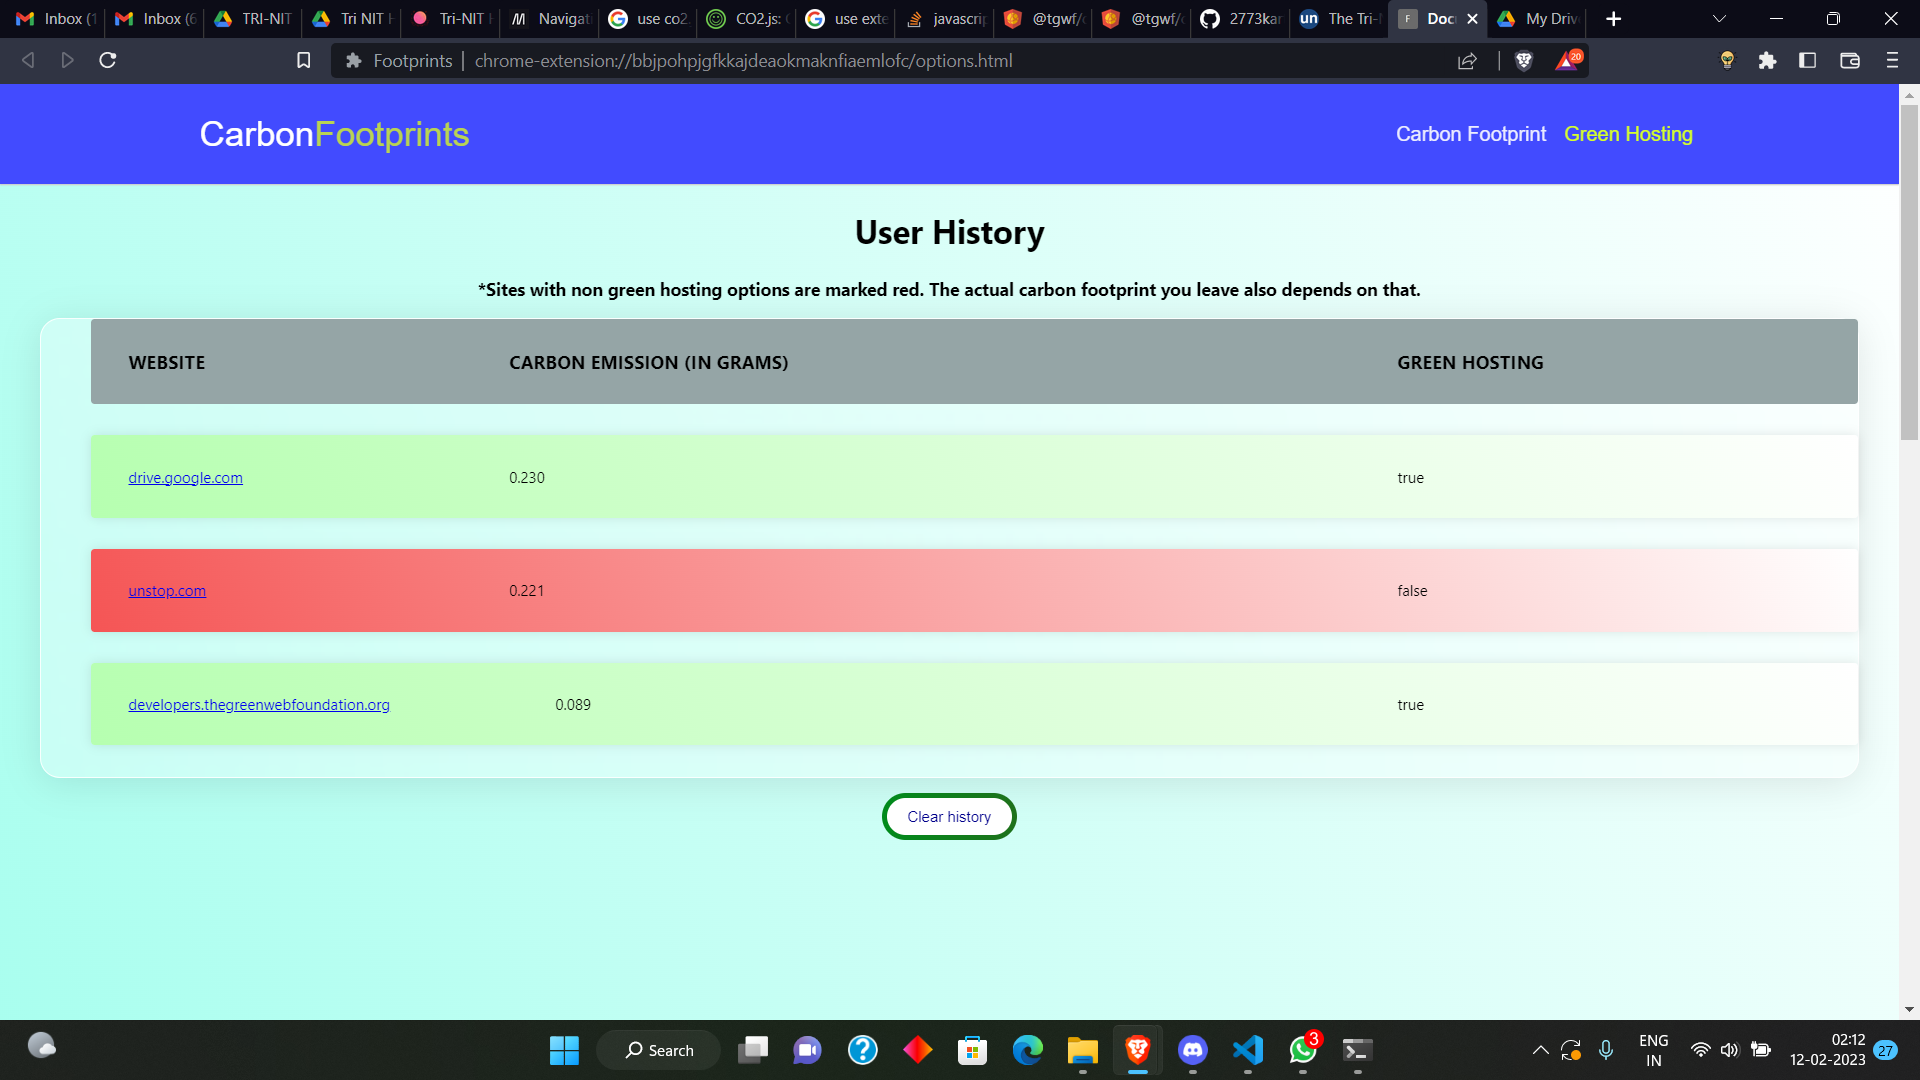 Inbox (1 Inbox (6 TRI-NIT Tri NIT H Tri-NIT H Navigati use co2. CO2.js: use exte javascrip @tgwf/c @tgwf/c 2773kar The Tri- Doc My Driv
Footprints | chrome-extension://bbjpohpjgfkkajdeaokmaknfiaemlofc/options.html 20
CarbonFootprints Carbon Footprint Green Hosting
User History
*Sites with non green hosting options are marked red. The actual carbon footprint you leave also depends on that.
WEBSITE CARBON EMISSION (IN GRAMS) GREEN HOSTING
drive.google.com 0.230 true
unstop.com 0.221 false
developers.thegreenwebfoundation.org 0.089 true
Clear history
Search 3 ENG 02:12
IN 12-02-2023 27